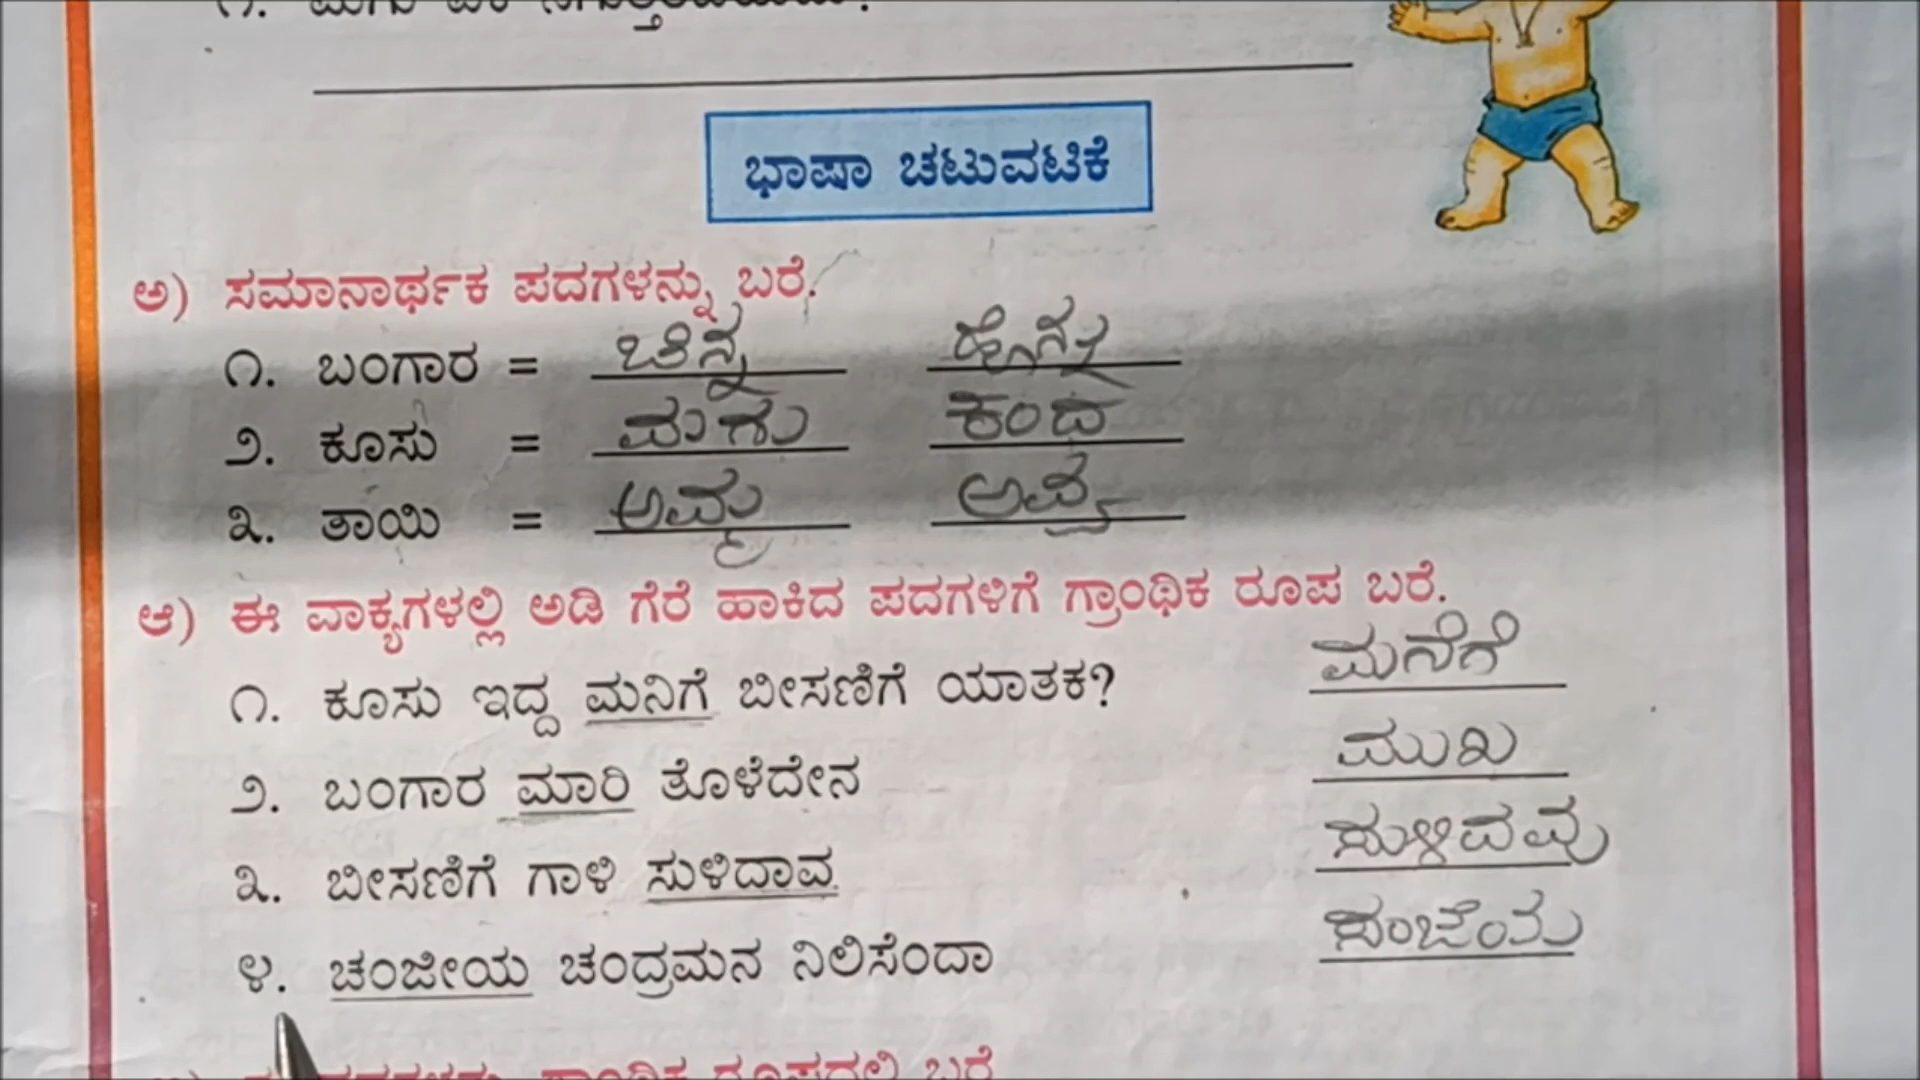 ಭಾಷಾ ಚಟುವಟಿಕೆ
ಅ) ಸಮಾನಾರ್ಥಕ ಪದಗಳನ್ನು ಬರೆ.
೧. ಬಂಗಾರ = ಚಿನ್ನ ಹೊನ್ನು
೨. ಕೂಸು = ಮಗು ಕಂದ
೩. ತಾಯಿ = ಅಮ್ಮ ಅವ್ವ
ಆ) ಈ ವಾಕ್ಯಗಳಲ್ಲಿ ಅಡಿ ಗೆರೆ ಹಾಕಿದ ಪದಗಳಿಗೆ ಗ್ರಾಂಥಿಕ ರೂಪ ಬರೆ.
೧. ಕೂಸು ಇದ್ದ ಮನಿಗೆ ಬೀಸಣಿಗೆ ಯಾತಕ? ಮನೆಗೆ
೨. ಬಂಗಾರ ಮಾರಿ ತೊಳೆದೇನ ಮುಖ
೩. ಬೀಸಣಿಗೆ ಗಾಳಿ ಸುಳಿದಾವ ಸುಳಿವವು
೪. ಚಂಜೀಯ ಚಂದ್ರಮನ ನಿಲಿಸೆಂದಾ ಸಂಜೆಯ